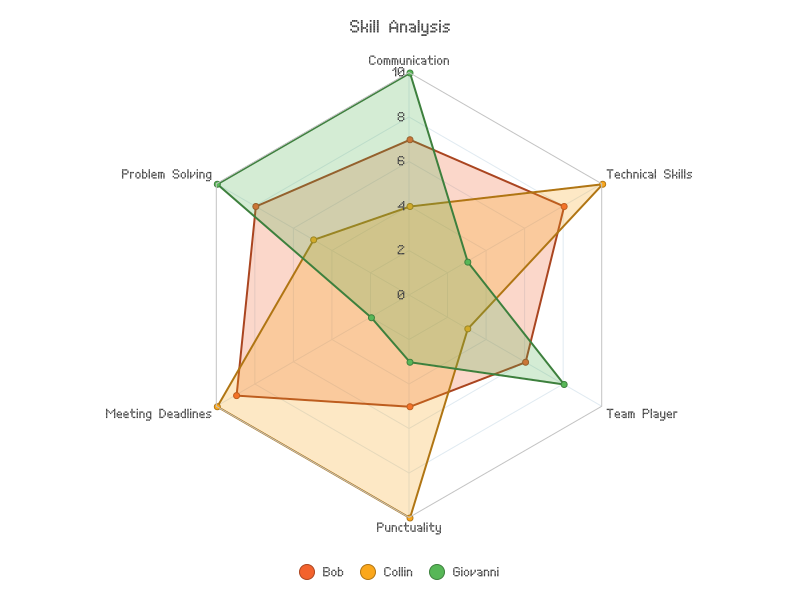 Skill Analysis
Communication
10
8
6
4
2
0
Problem Solving
Technical Skills
Meeting Deadlines
Team Player
Punctuality
Bob
Collin
Giovanni